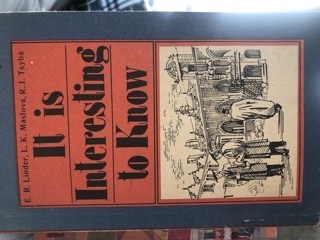 E. R. Linder, L. K. Maslova, R. I. Tsyba
It is
Interesting
to Know